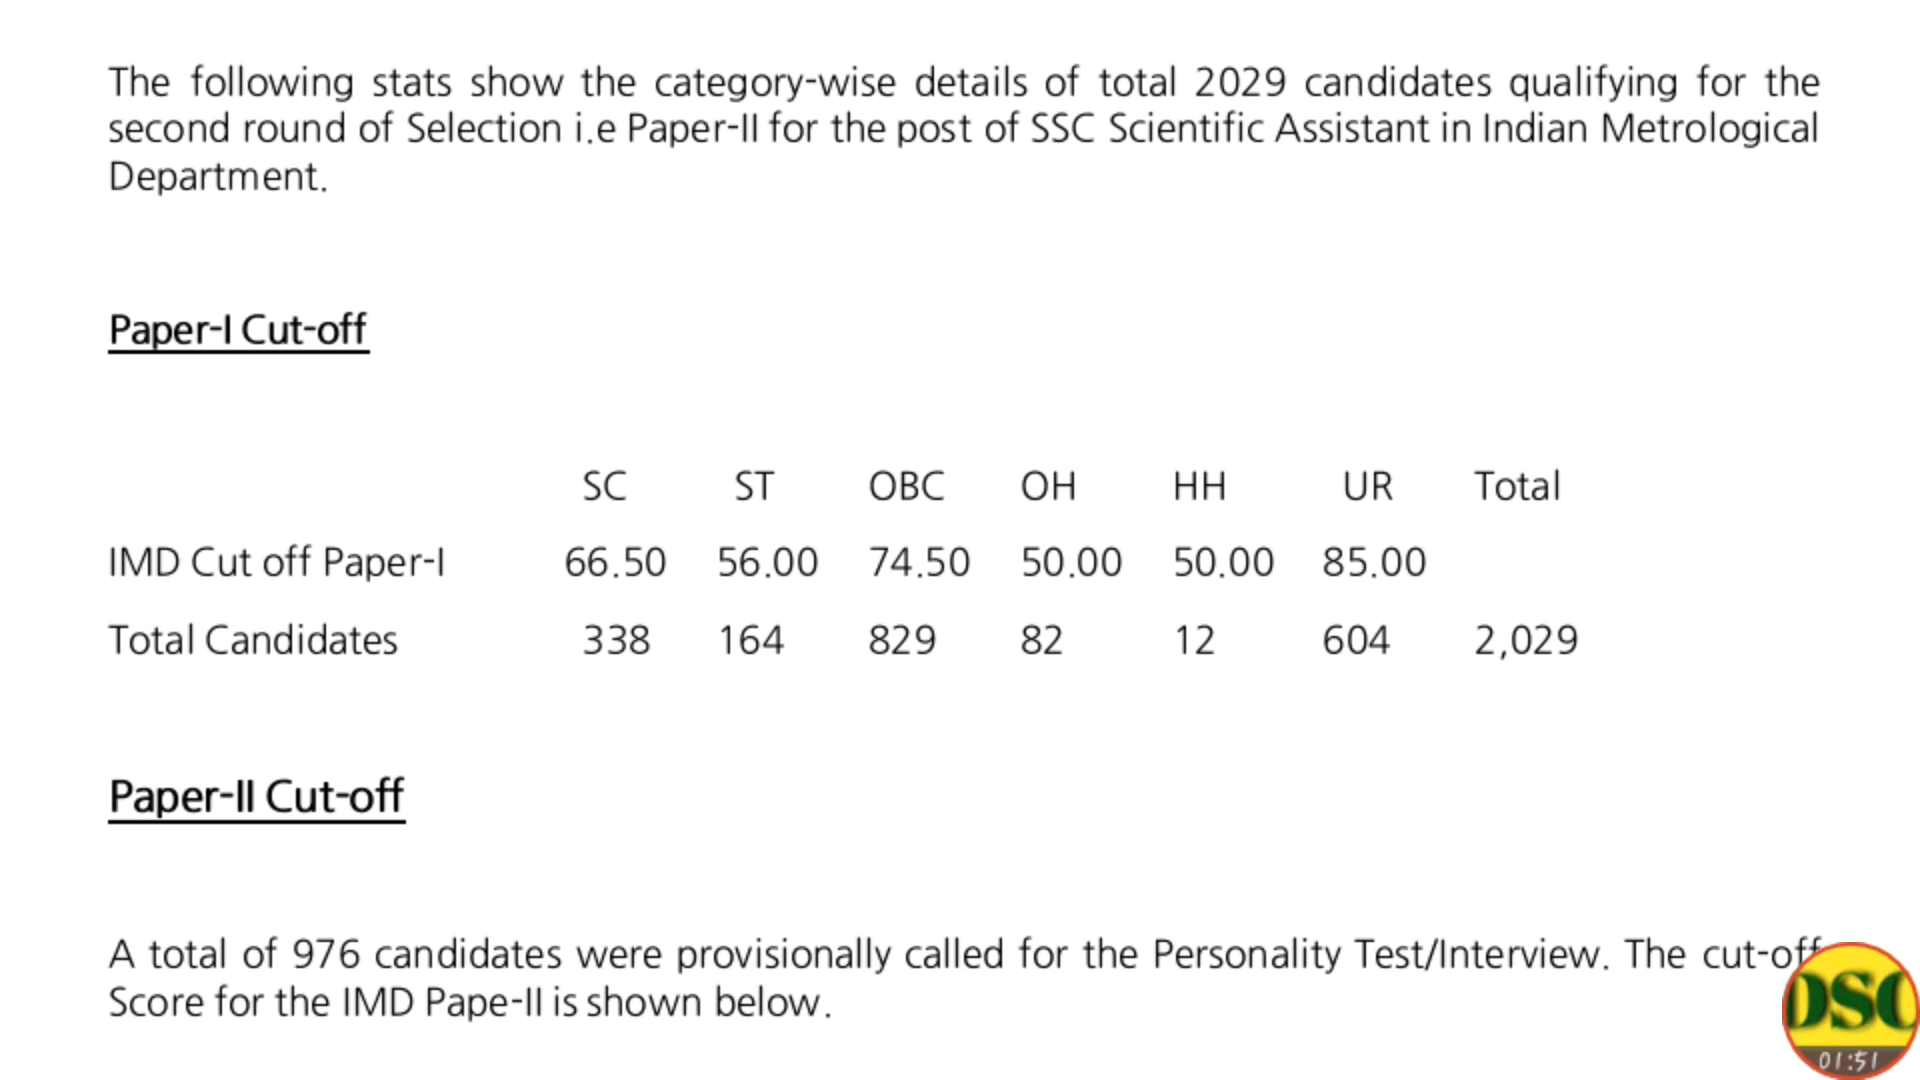 The following stats show the category-wise details of total 2029 candidates qualifying for the
second round of Selection i.e Paper-II for the post of SSC Scientific Assistant in Indian Metrological
Department.
Paper-I Cut-off
SC ST OBC OH HH UR Total
IMD Cut off Paper-I 66.50 56.00 74.50 50.00 50.00 85.00
Total Candidates 338 164 829 82 12 604 2,029
Paper-II Cut-off
A total of 976 candidates were provisionally called for the Personality Test/Interview. The cut-off
Score for the IMD Pape-II is shown below.
DSC
01:51